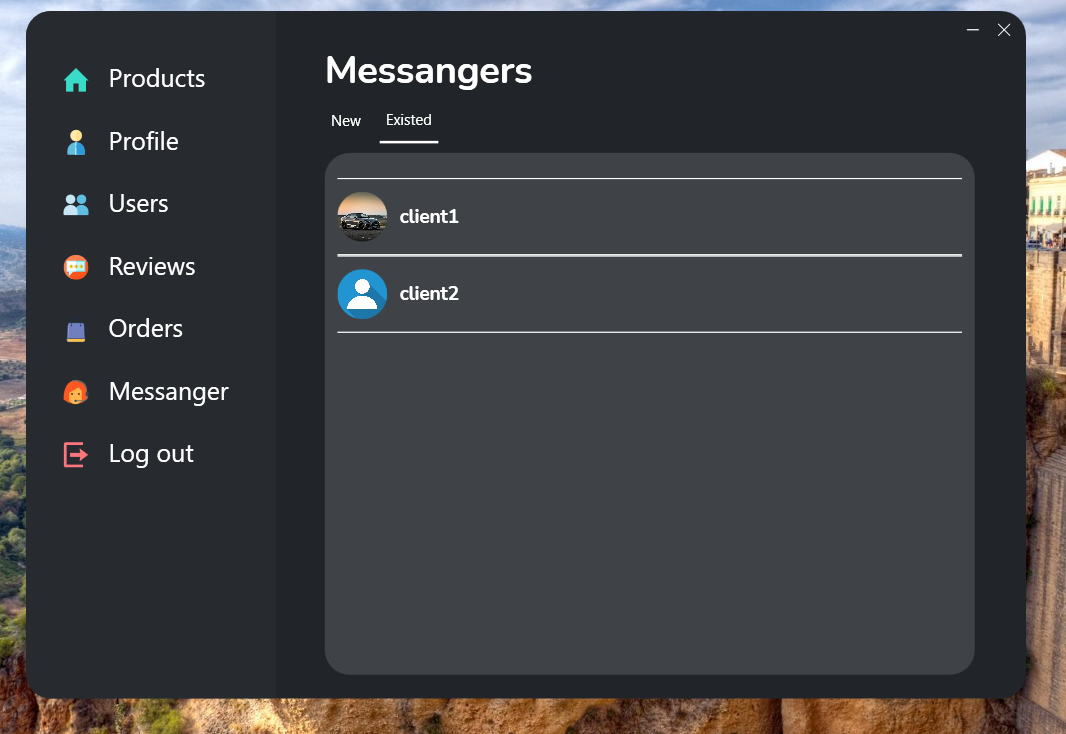 Products
Profile
Users
Reviews
Orders
Messanger
Log out
Messangers
New Existed
client1
client2